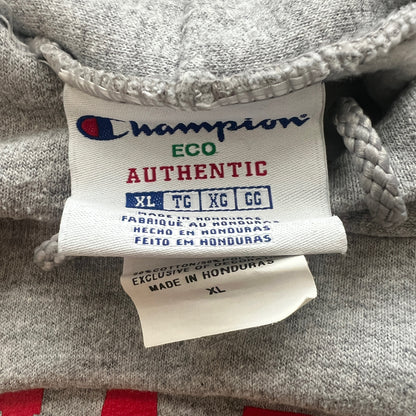 Champion
ECO
AUTHENTIC
XL TG XG GG
MADE IN HONDURAS
FABRIQUÉ AU HONDURAS
HECHO EN HONDURAS
FEITO EM HONDURAS
EXCLUSIVE OF
MADE IN HONDURAS
XL